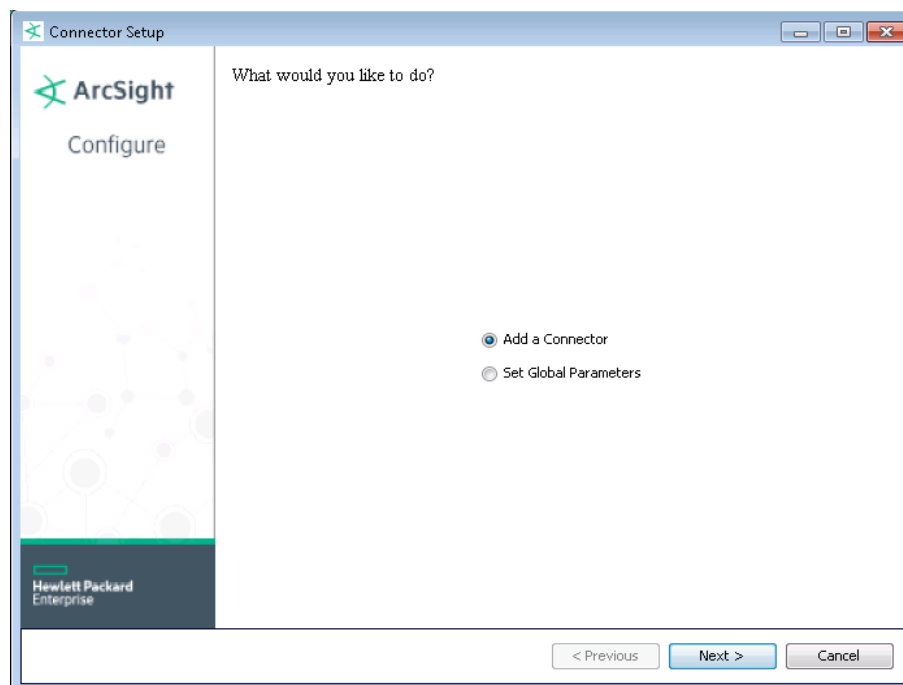 Connector Setup
ArcSight
Configure
What would you like to do?
Add a Connector
Set Global Parameters
Hewlett Packard
Enterprise
< Previous
Next >
Cancel